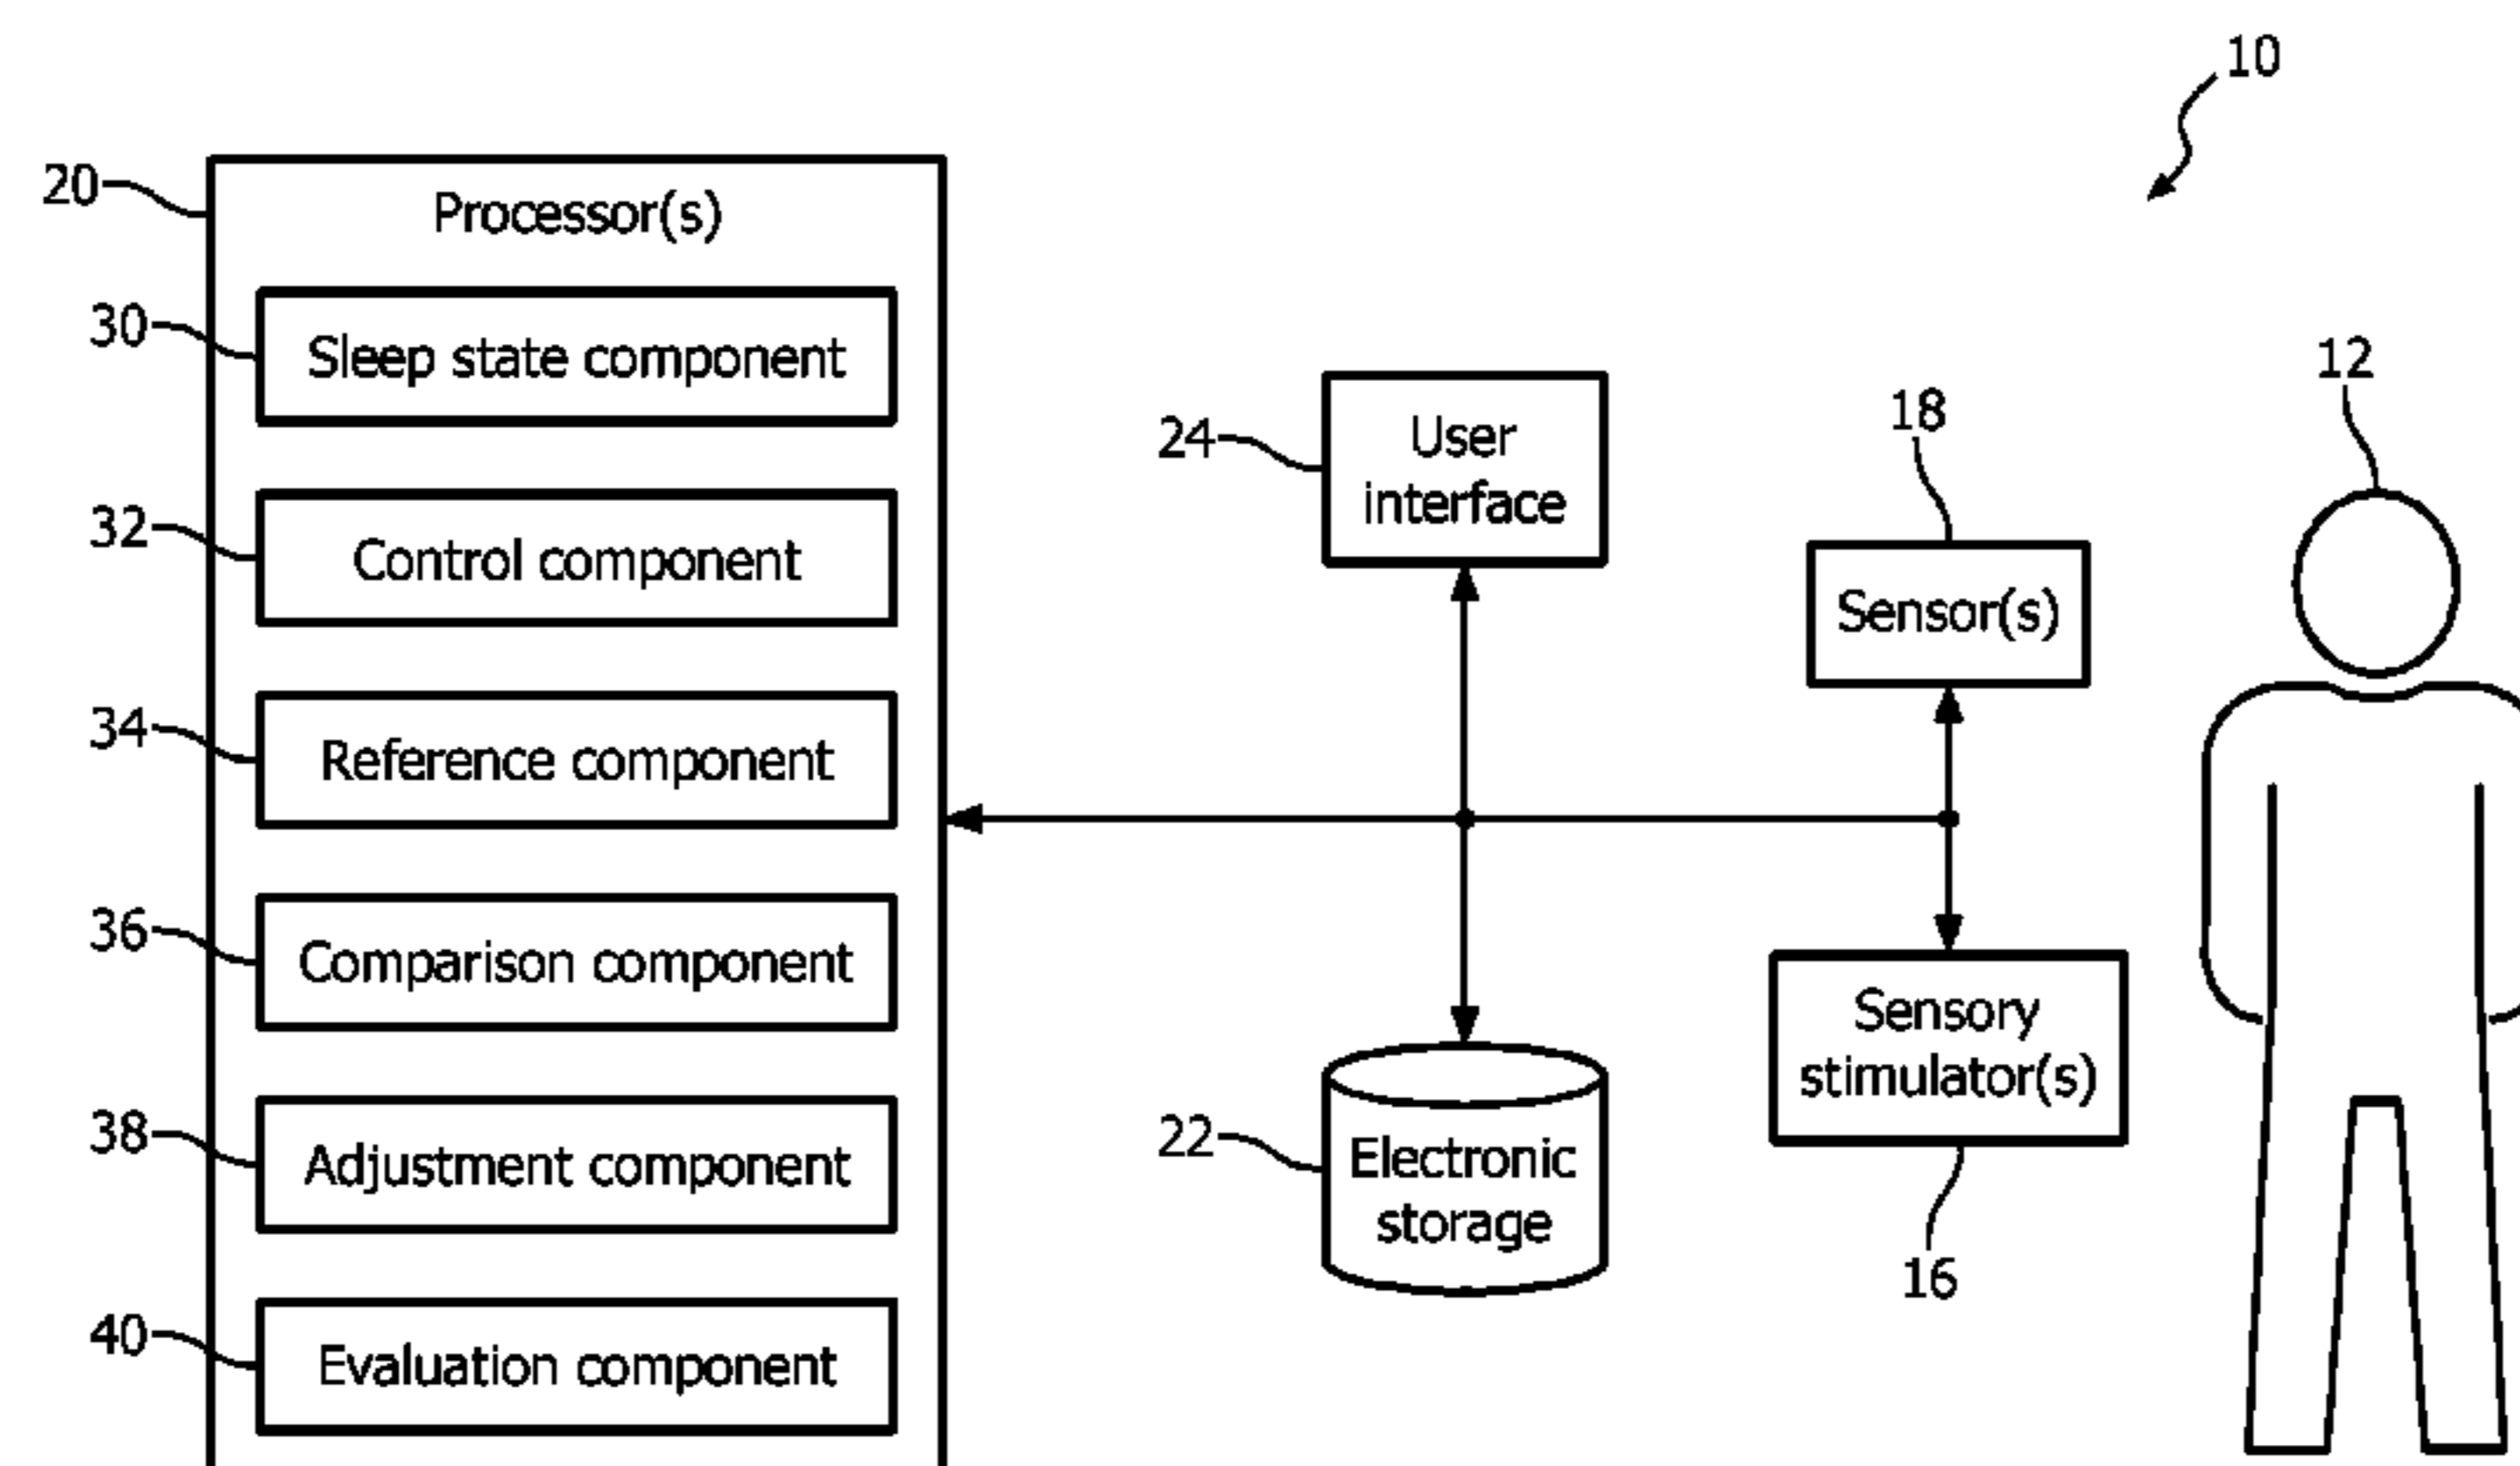 10
20
Processor(s)
30
Sleep state component
32
Control component
34
Reference component
36
Comparison component
38
Adjustment component
40
Evaluation component
24
User
interface
22
Electronic
storage
18
Sensor(s)
Sensory
stimulator(s)
16
12